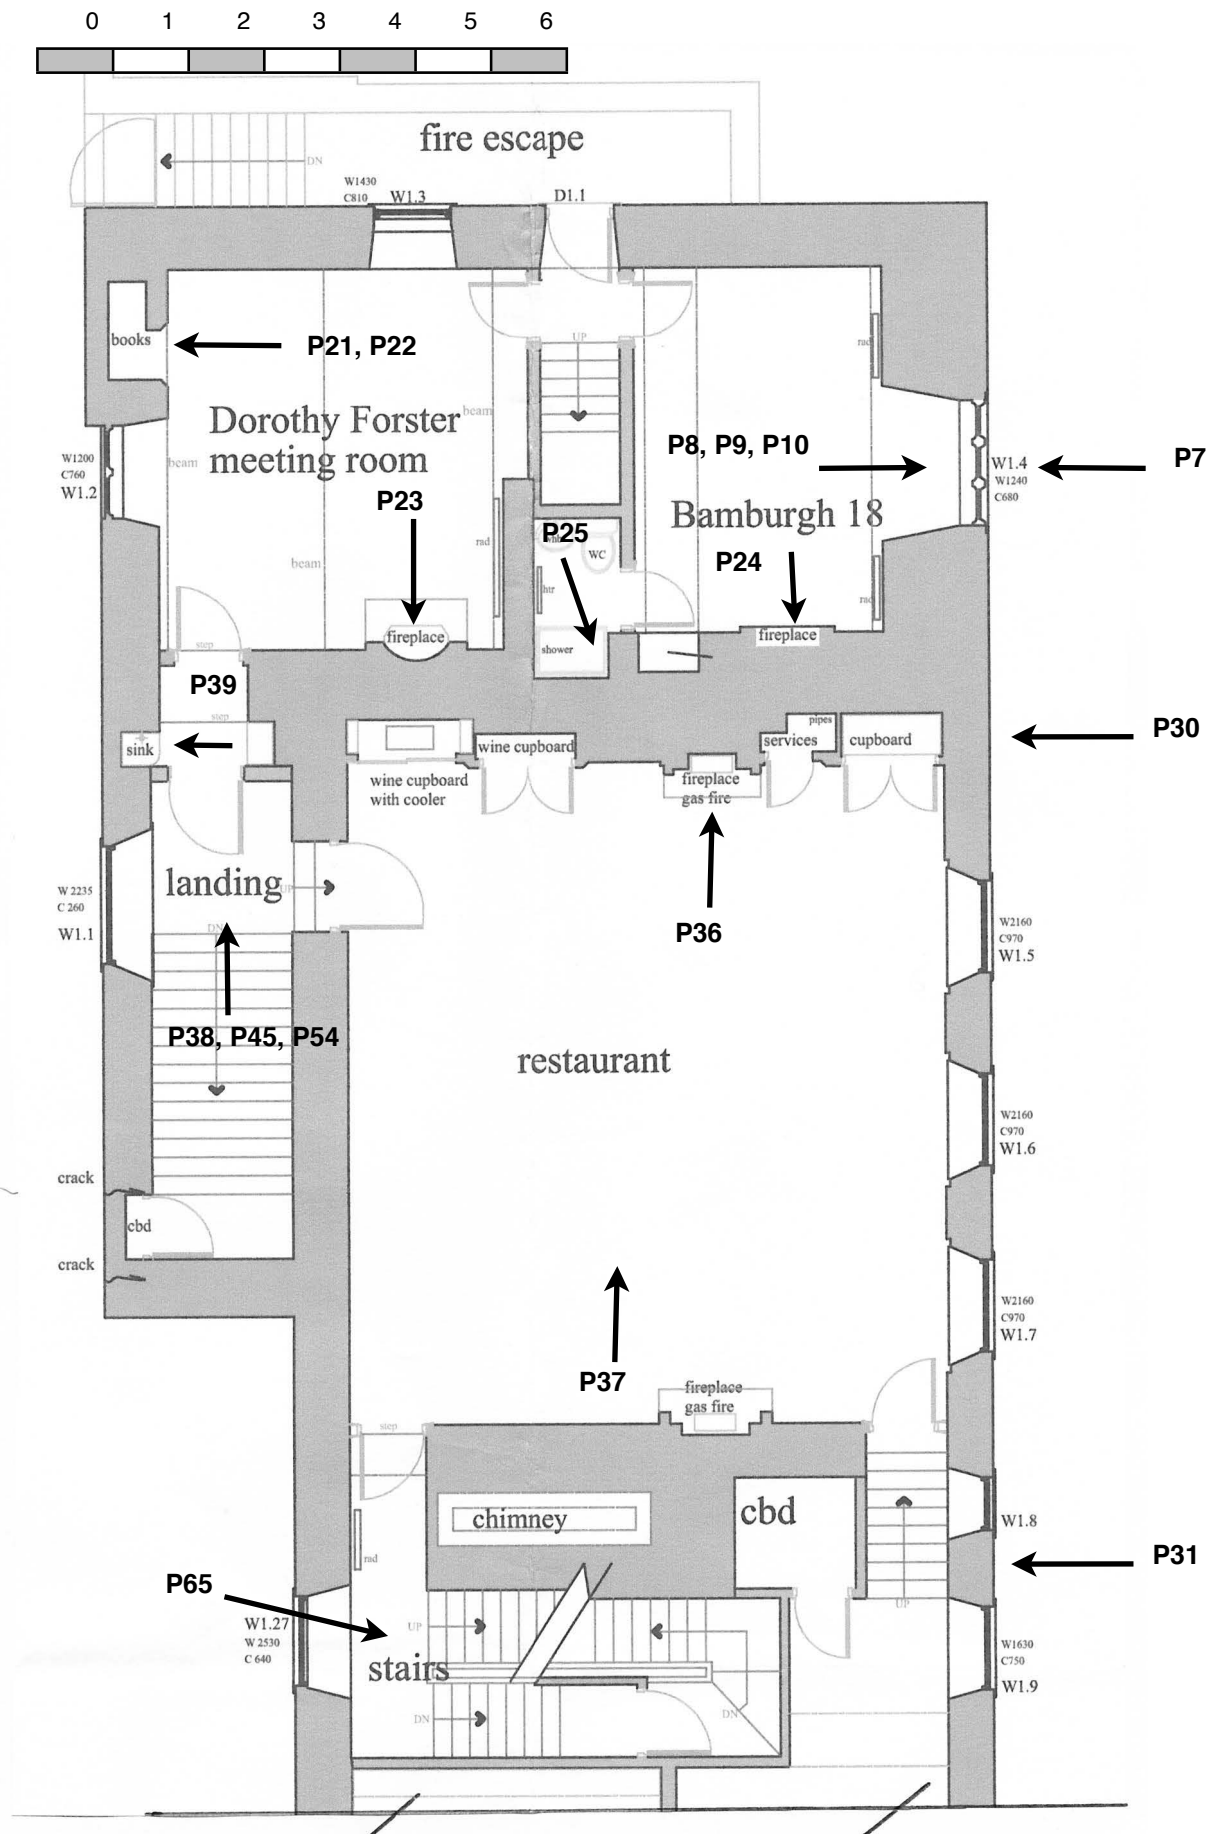 0 1 2 3 4 5 6
fire escape
DN
W1430
C810
W1.3
D1.1
books
P21, P22
UP
rad
Dorothy Forster
meeting room
beam
beam
beam
P8, P9, P10
P7
W1200
C760
W1.2
W1.4
W1240
C680
P23
Bamburgh 18
P25
whb
WC
P24
rad
htr
rad
fireplace
fireplace
shower
step
P39
step
sink
pipes
P30
wine cupboard
services
cupboard
wine cupboard
with cooler
fireplace
gas fire
landing
UP
W 2235
C 260
W1.1
DN
P36
W2160
C970
W1.5
P38, P45, P54
restaurant
W2160
C970
W1.6
crack
cbd
crack
W2160
C970
W1.7
P37
fireplace
gas fire
step
chimney
cbd
W1.8
rad
P31
P65
UP
UP
W1.27
W 2530
C 640
stairs
W1630
C750
W1.9
DN
DN